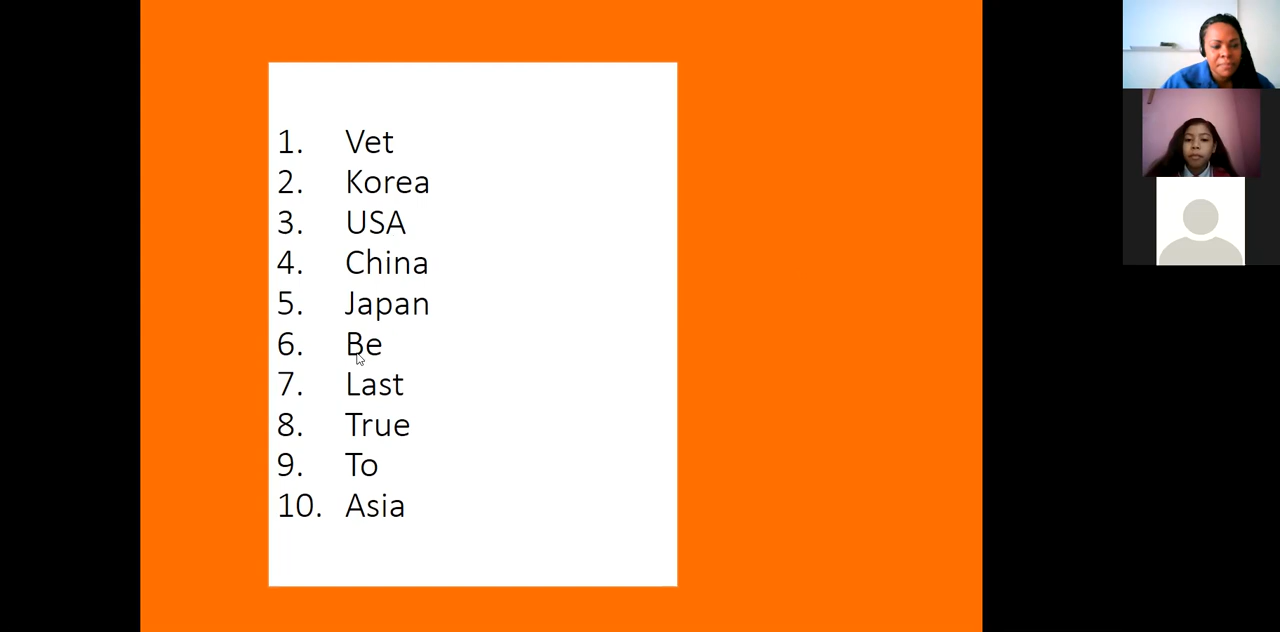 1. Vet
2. Korea
3. USA
4. China
5. Japan
6. Be
7. Last
8. True
9. To
10. Asia